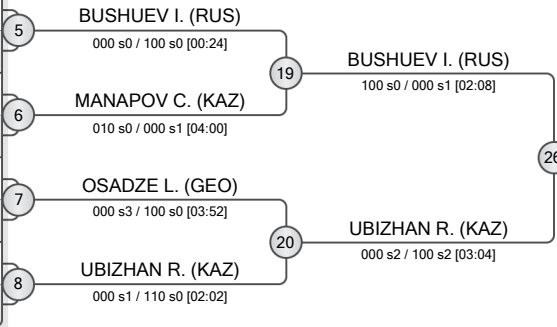 5
BUSHUEV I. (RUS)
000 s0 / 100 s0 [00:24]
19
BUSHUEV I. (RUS)
100 s0 / 000 s1 [02:08]
6
MANAPOV C. (KAZ)
010 s0 / 000 s1 [04:00]
26
7
OSADZE L. (GEO)
000 s3 / 100 s0 [03:52]
20
UBIZHAN R. (KAZ)
000 s2 / 100 s2 [03:04]
8
UBIZHAN R. (KAZ)
000 s1 / 110 s0 [02:02]